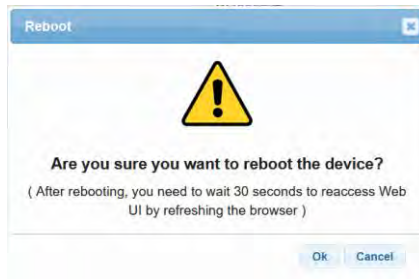 Reboot
Are you sure you want to reboot the device?
( After rebooting, you need to wait 30 seconds to reaccess Web
UI by refreshing the browser )
Ok Cancel